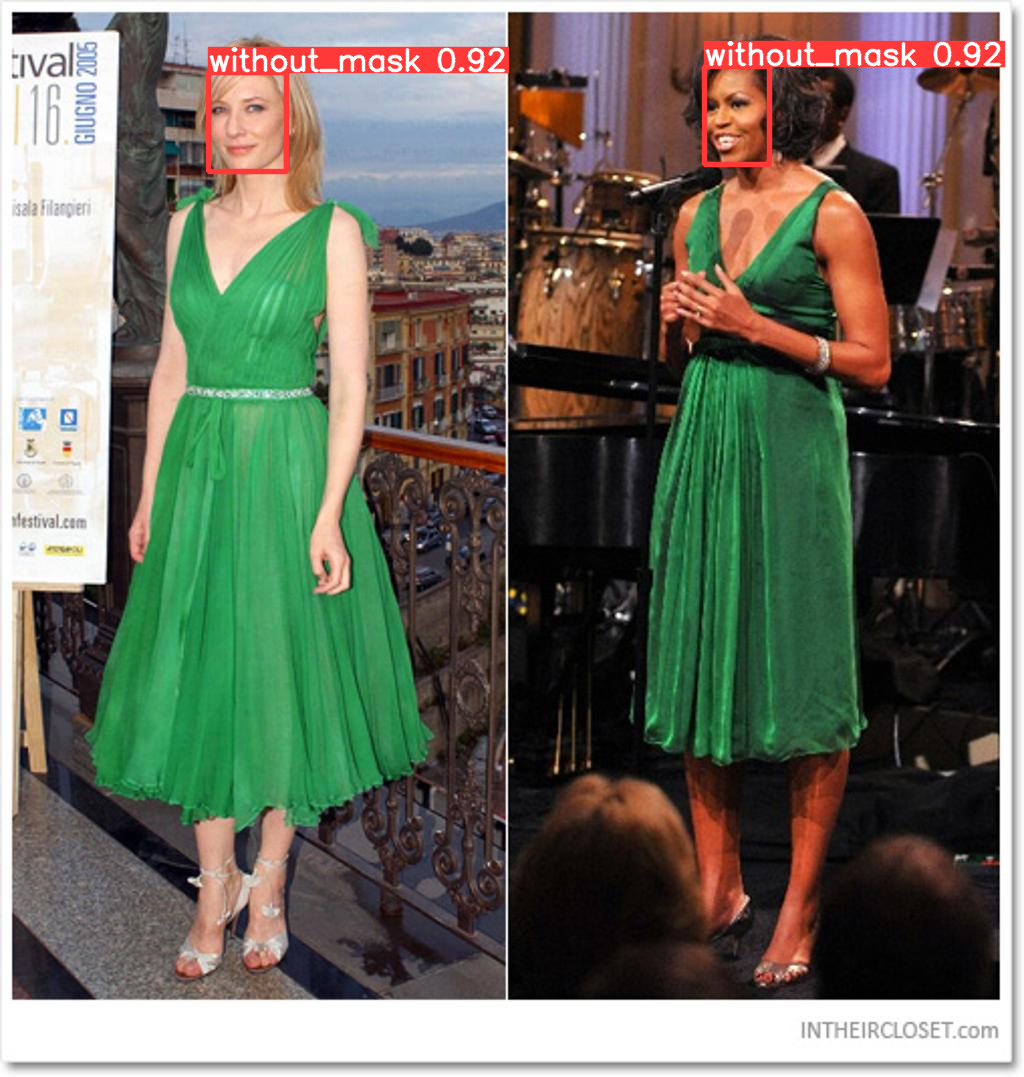 without_mask 0.92
without_mask 0.92
tival
GIUGNO 2005
16.
isala Filangieri
nfestival.com
INTHEIRCLOSET.com